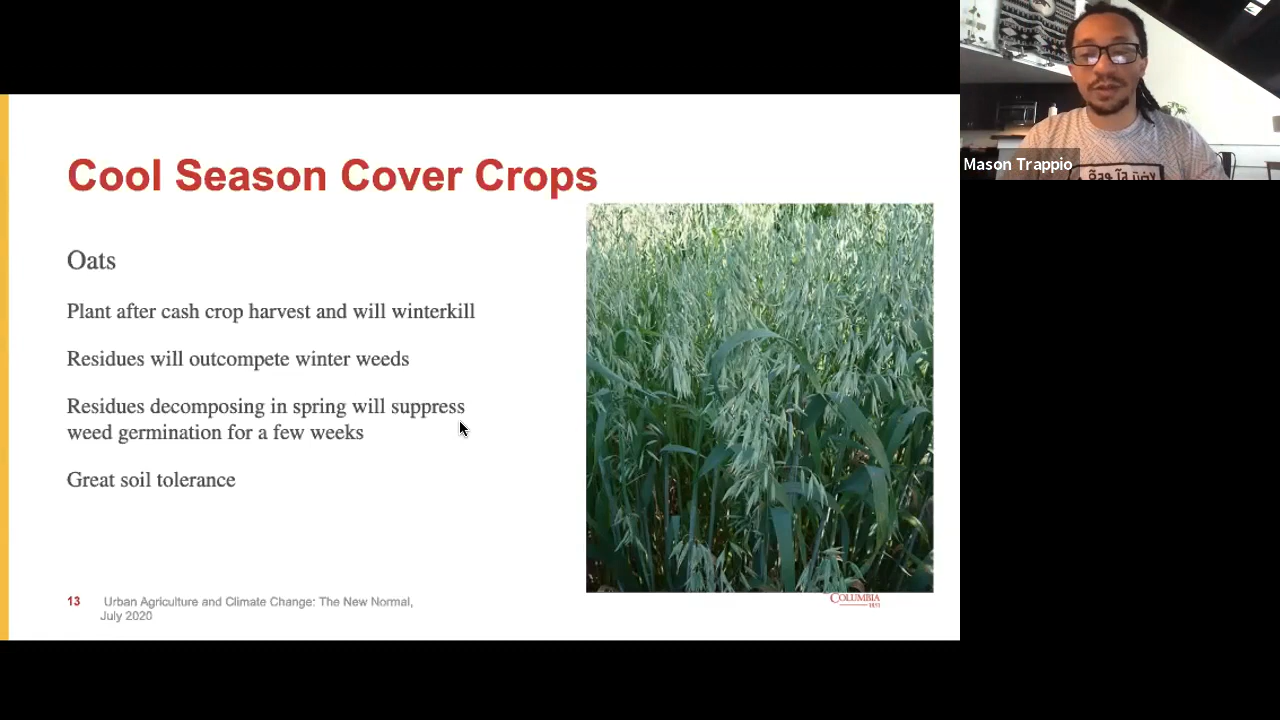 Cool Season Cover Crops
Oats
Plant after cash crop harvest and will winterkill
Residues will outcompete winter weeds
Residues decomposing in spring will suppress
weed germination for a few weeks
Great soil tolerance
13 Urban Agriculture and Climate Change: The New Normal,
July 2020
COLUMBIA
Mason Trappio